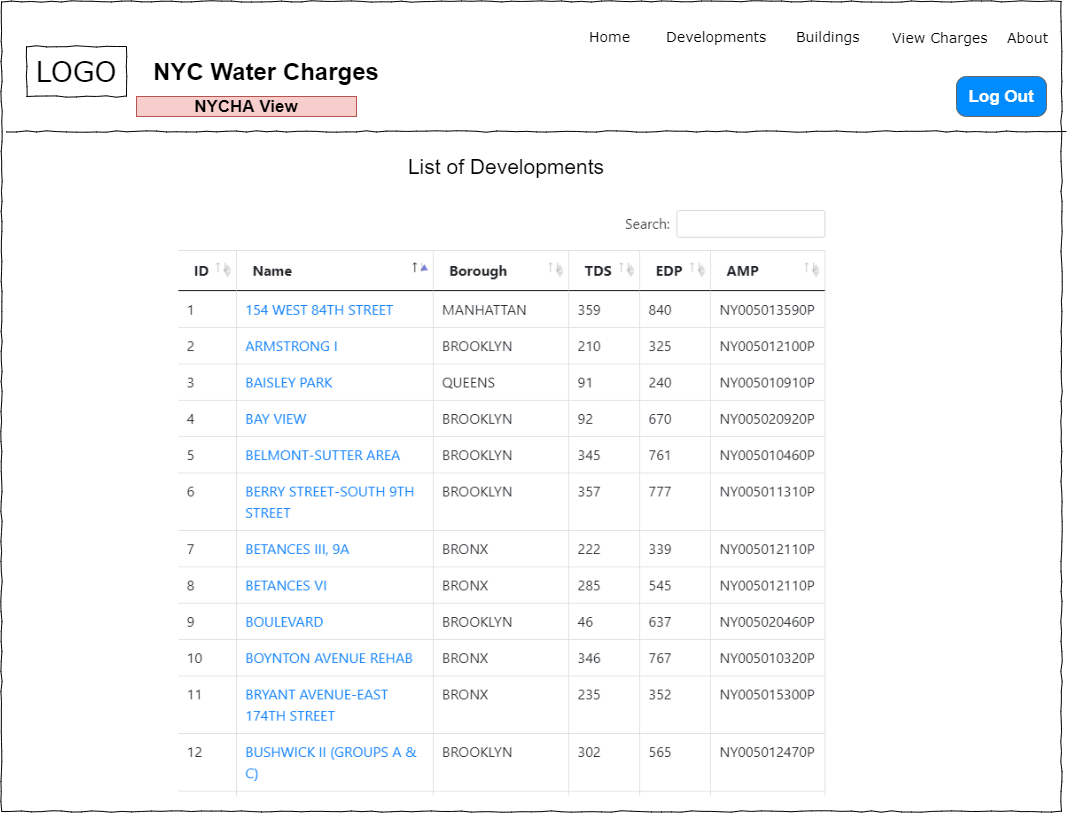 Home Developments Buildings View Charges About
LOGO
NYC Water Charges
NYCHA View
Log Out
List of Developments
Search:
ID Name Borough TDS EDP AMP
1 154 WEST 84TH STREET MANHATTAN 359 840 NY005013590P
2 ARMSTRONG I BROOKLYN 210 325 NY005012100P
3 BAISLEY PARK QUEENS 91 240 NY005010910P
4 BAY VIEW BROOKLYN 92 670 NY005020920P
5 BELMONT-SUTTER AREA BROOKLYN 345 761 NY005010460P
6 BERRY STREET-SOUTH 9TH BROOKLYN 357 777 NY005011310P
STREET
7 BETANCES III, 9A BRONX 222 339 NY005012110P
8 BETANCES VI BRONX 285 545 NY005012110P
9 BOULEVARD BROOKLYN 46 637 NY005020460P
10 BOYNTON AVENUE REHAB BRONX 346 767 NY005010320P
11 BRYANT AVENUE-EAST BRONX 235 352 NY005015300P
174TH STREET
12 BUSHWICK II (GROUPS A & BROOKLYN 302 565 NY005012470P
C)